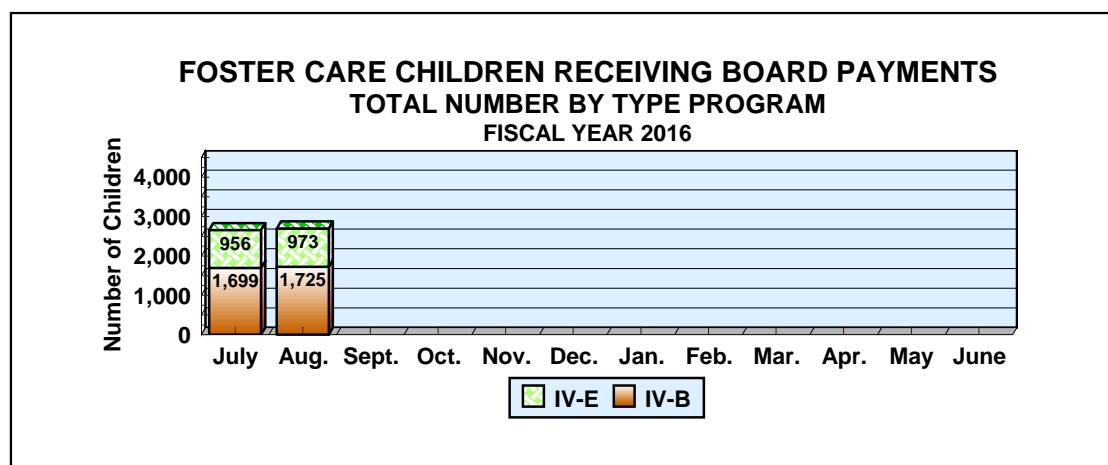 FOSTER CARE CHILDREN RECEIVING BOARD PAYMENTS
TOTAL NUMBER BY TYPE PROGRAM
FISCAL YEAR 2016
Number of Children
4,000
3,000
2,000
1,000
0
956
973
1,699
1,725
July Aug. Sept. Oct. Nov. Dec. Jan. Feb. Mar. Apr. May June
IV-E IV-B